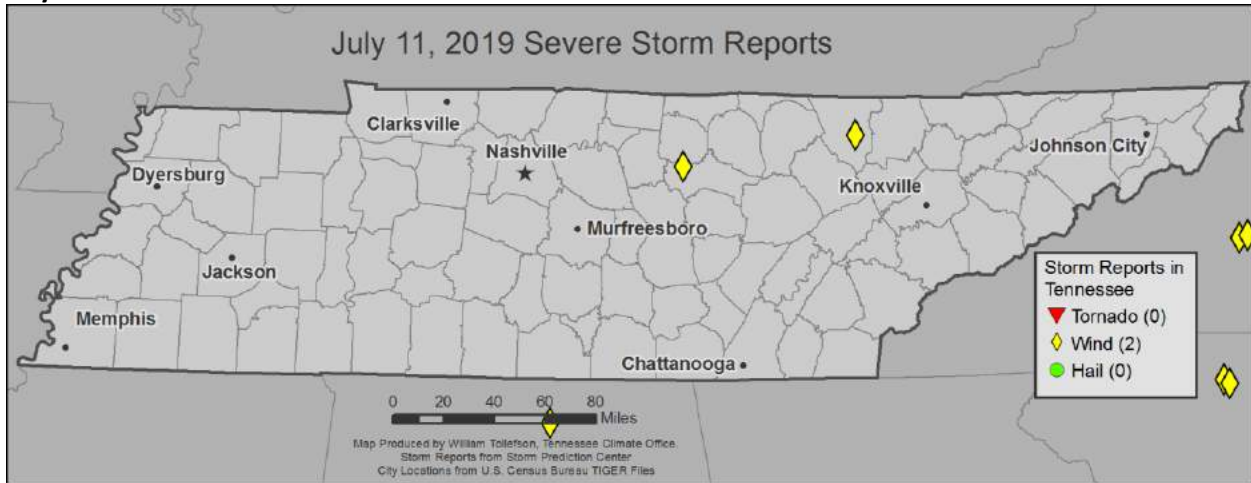 July 11, 2019 Severe Storm Reports
Clarksville
Nashville
Johnson City
Dyersburg
Knoxville
Murfreesboro
Jackson
Storm Reports in
Tennessee
Tornado (0)
Wind (2)
Hail (0)
Memphis
Chattanooga
0 20 40 60 80
Miles
Map Produced by William Tollefson, Tennessee Climate Office.
Storm Reports from Storm Prediction Center
City Locations from U.S. Census Bureau TIGER Files